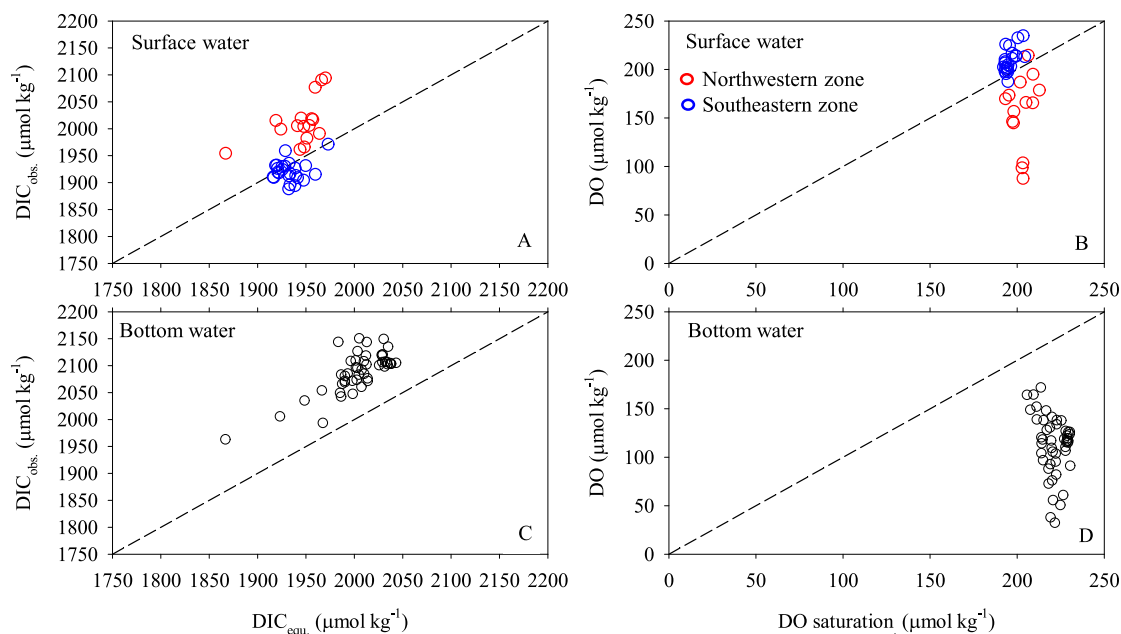 2200
2150
2100
2050
2000
1950
1900
1850
1800
1750
DIC_obs. (μmol kg⁻¹)
Surface water
A
1750 1800 1850 1900 1950 2000 2050 2100 2150 2200
250
200
150
100
50
0
DO (μmol kg⁻¹)
Surface water
Northwestern zone
Southeastern zone
B
0 50 100 150 200 250
2200
2150
2100
2050
2000
1950
1900
1850
1800
1750
DIC_obs. (μmol kg⁻¹)
Bottom water
C
1750 1800 1850 1900 1950 2000 2050 2100 2150 2200
DIC_equ. (μmol kg⁻¹)
250
200
150
100
50
0
DO (μmol kg⁻¹)
Bottom water
D
0 50 100 150 200 250
DO saturation (μmol kg⁻¹)